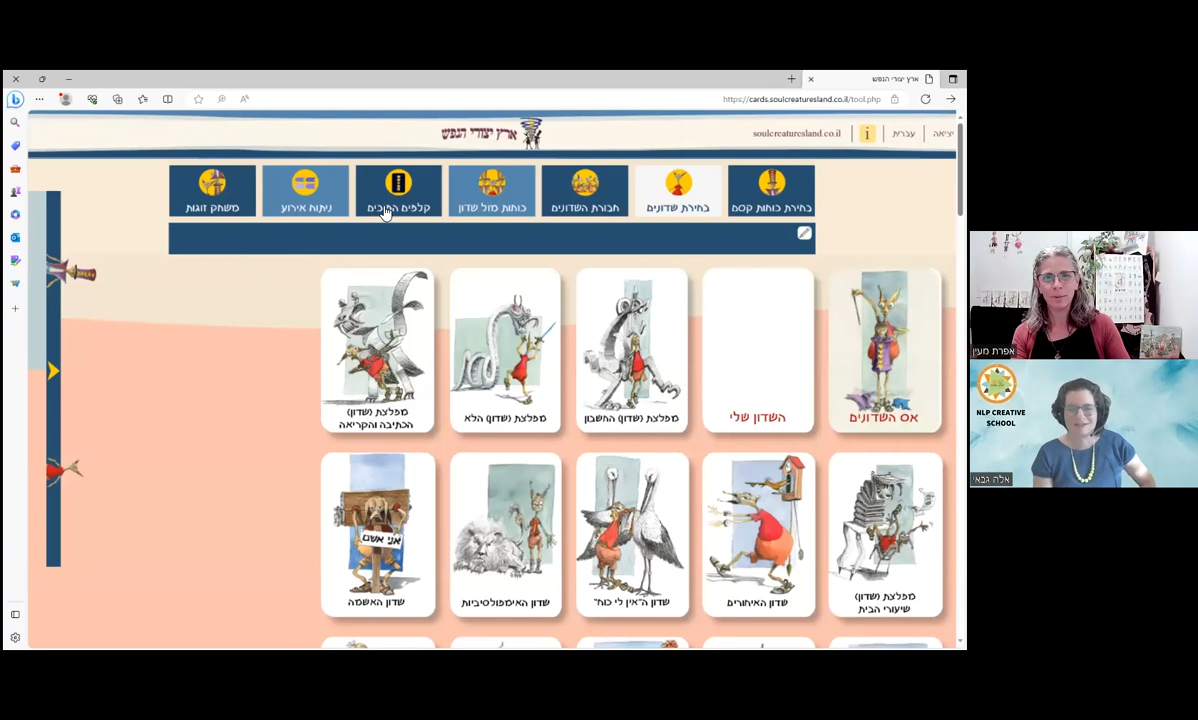 ארץ יצורי הנפש
https://cards.soulcreaturesland.co.il/tool.php
יציאה
עברית
i
soulcreaturesland.co.il
ארץ יצורי הנפש
בחירת כוחות קסם
בחירת שדונים
חבורת השדונים
כוחות מול שדון
קלפים
ניתוח אירוע
משחק זוגות
אס השדונים
השדון שלי
מפלצת (שדון) החשבון
מפלצת (שדון) הלא
מפלצת (שדון)
הכתיבה והקריאה
מפלצת (שדון)
שיעורי הבית
שדון האיחורים
שדון ה"אין לי כוח"
שדון האימפולסיביות
אני אשם
שדון האשמה
אפרת מעין
NLP CREATIVE
SCHOOL
אלה גבאי